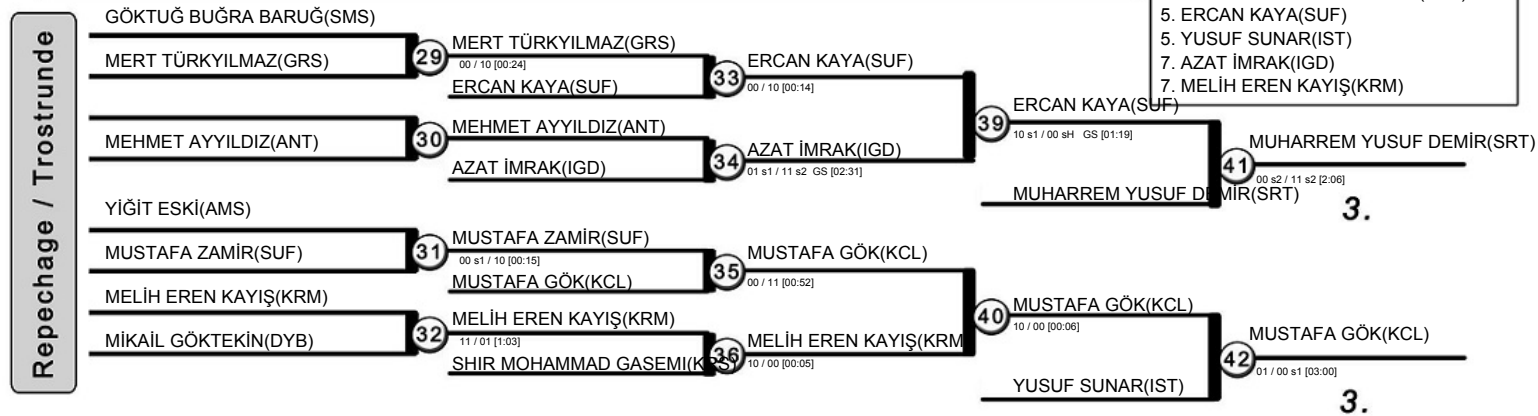 Repechage / Trostrunde
GÖKTUĞ BUĞRA BARUĞ(SMS)
MERT TÜRKYILMAZ(GRS)
MEHMET AYYILDIZ(ANT)
YİĞİT ESKİ(AMS)
MUSTAFA ZAMİR(SUF)
MELİH EREN KAYIŞ(KRM)
MİKAİL GÖKTEKİN(DYB)
29
MERT TÜRKYILMAZ(GRS)
00 / 10 [00:24]
ERCAN KAYA(SUF)
30
MEHMET AYYILDIZ(ANT)
AZAT İMRAK(IGD)
31
MUSTAFA ZAMİR(SUF)
00 s1 / 10 [00:15]
MUSTAFA GÖK(KCL)
32
MELİH EREN KAYIŞ(KRM)
11 / 01 [1:03]
SHIR MOHAMMAD GASEMI(KRS)
33
ERCAN KAYA(SUF)
00 / 10 [00:14]
34
AZAT İMRAK(IGD)
01 s1 / 11 s2 GS [02:31]
35
MUSTAFA GÖK(KCL)
00 / 11 [00:52]
36
MELİH EREN KAYIŞ(KRM
10 / 00 [00:05]
39
ERCAN KAYA(SUF)
10 s1 / 00 sH GS [01:19]
MUHARREM YUSUF DEMİR(SRT)
40
MUSTAFA GÖK(KCL)
10 / 00 [00:06]
YUSUF SUNAR(IST)
41
MUHARREM YUSUF DEMİR(SRT)
00 s2 / 11 s2 [2:06]
3.
42
MUSTAFA GÖK(KCL)
01 / 00 s1 [03:00]
3.
5. ERCAN KAYA(SUF)
5. YUSUF SUNAR(IST)
7. AZAT İMRAK(IGD)
7. MELİH EREN KAYIŞ(KRM)